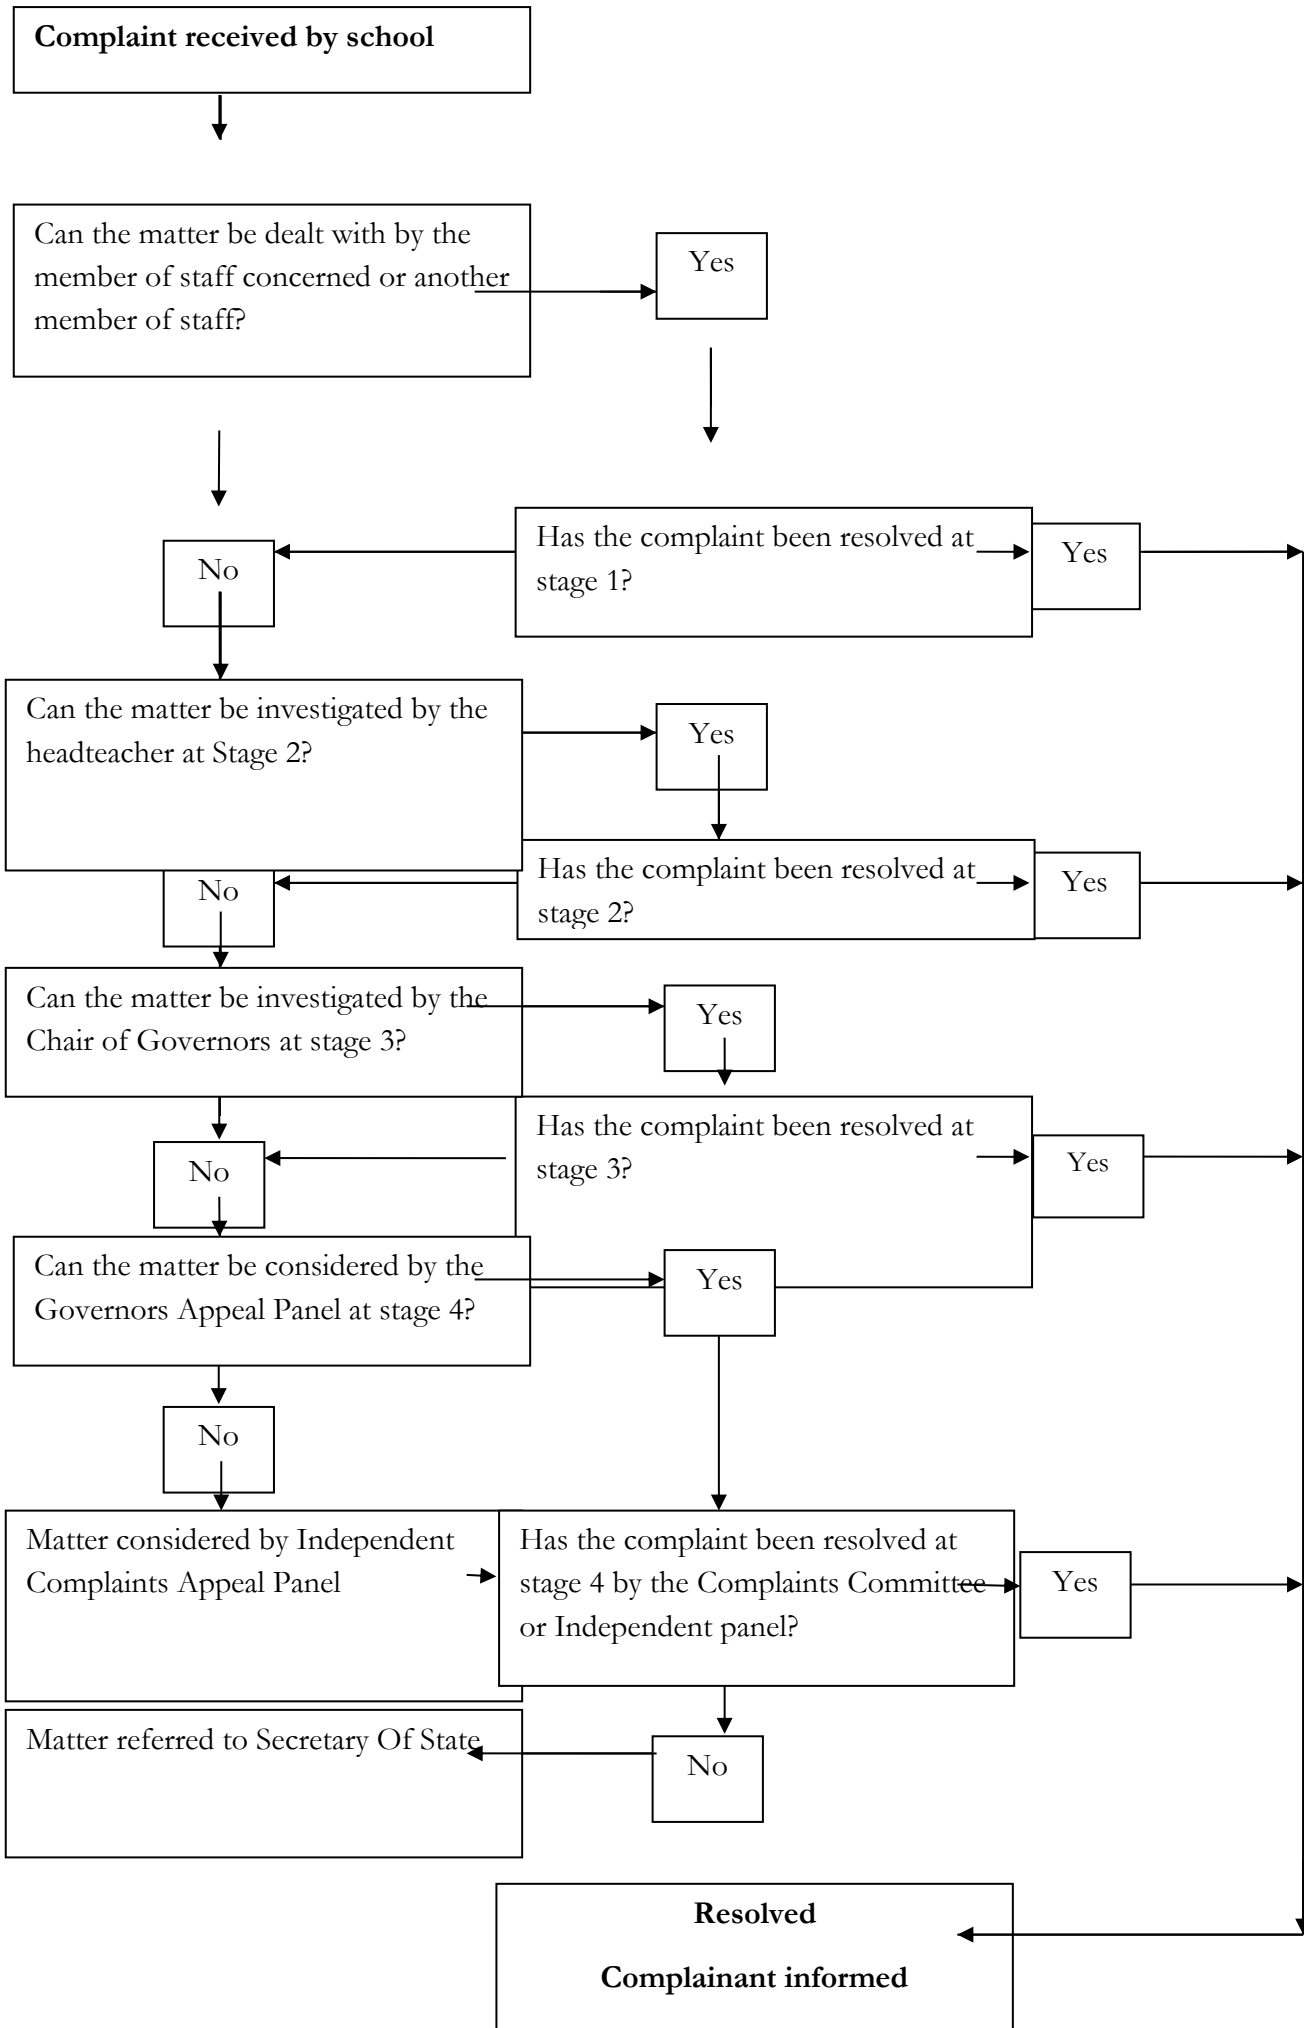 Complaint received by school
Can the matter be dealt with by the
member of staff concerned or another
member of staff?
Yes
Has the complaint been resolved at
stage 1?
Yes
No
Can the matter be investigated by the
headteacher at Stage 2?
Yes
Has the complaint been resolved at
stage 2?
Yes
No
Can the matter be investigated by the
Chair of Governors at stage 3?
Yes
Has the complaint been resolved at
stage 3?
Yes
No
Can the matter be considered by the
Governors Appeal Panel at stage 4?
Yes
No
Matter considered by Independent
Complaints Appeal Panel
Has the complaint been resolved at
stage 4 by the Complaints Committee
or Independent panel?
Yes
Matter referred to Secretary Of State
No
Resolved
Complainant informed